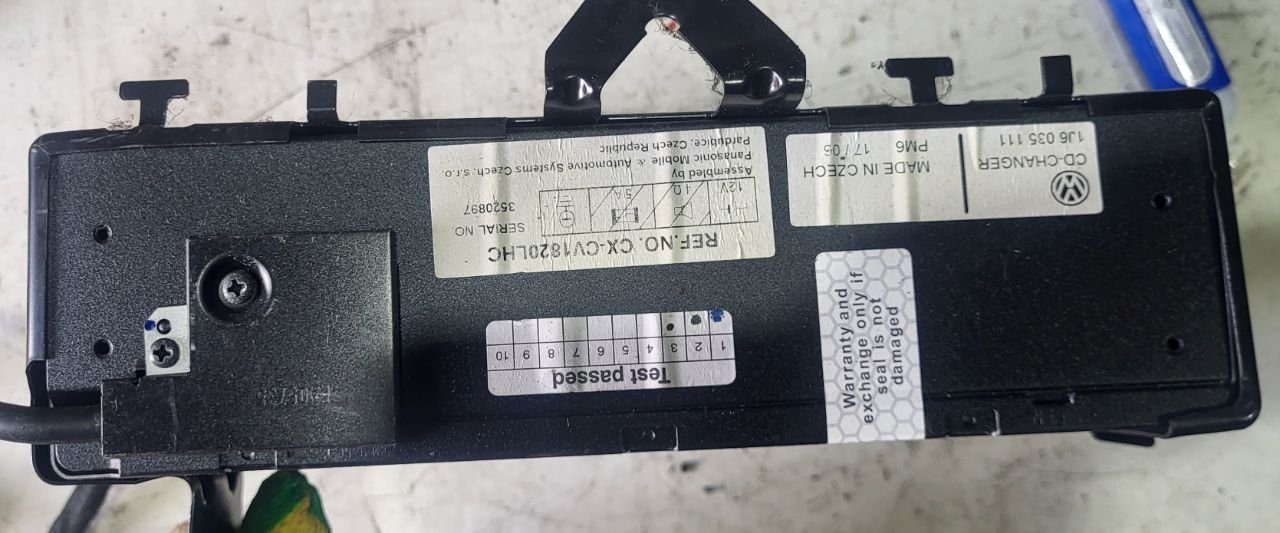 CD-CHANGER
1J6 035 111
MADE IN CZECH
PM6 17/05
REF.NO. CX-CV1820LHC
SERIAL NO
3520897
12V
4Ω
5A
Assembled by
Panasonic Mobile & Automotive Systems Czech, s.r.o.
Pardubice, Czech Republic
Test passed
1 2 3 4 5 6 7 8 9 10
Warranty and
exchange only if
seal is not
damaged